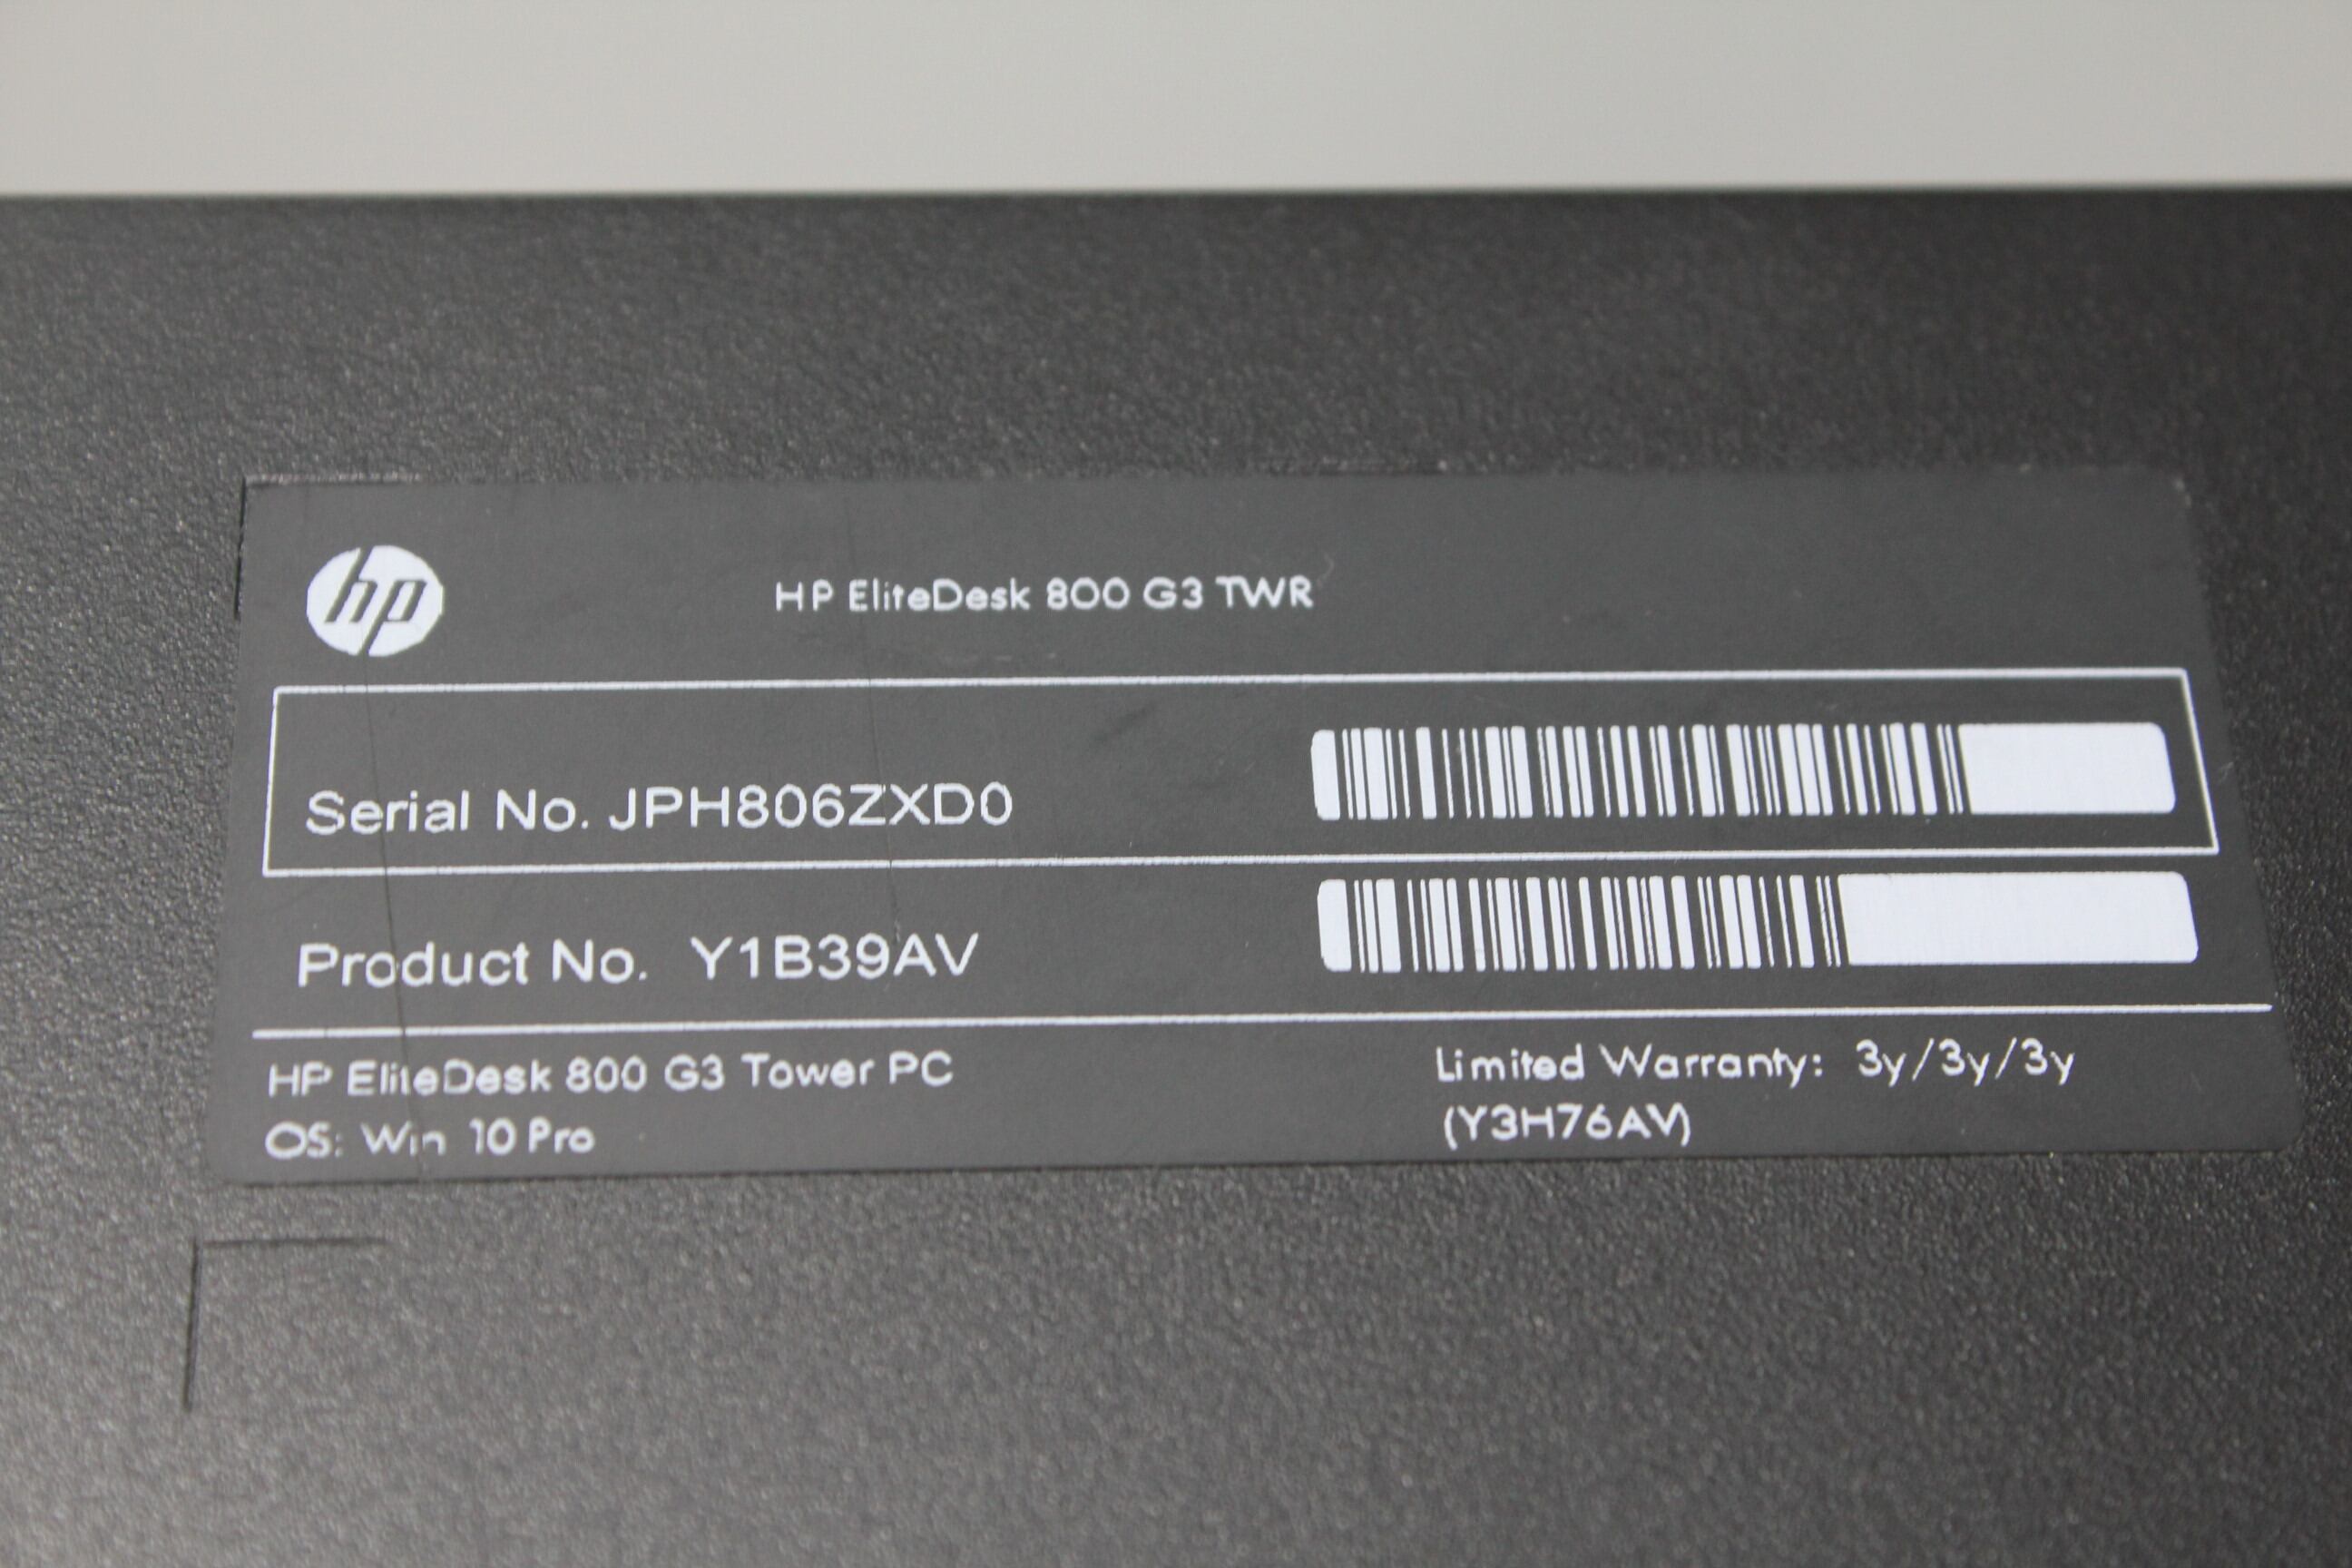 hp
HP EliteDesk 800 G3 TWR
Serial No. JPH806ZXD0
Product No. Y1B39AV
HP EliteDesk 800 G3 Tower PC
OS: Win 10 Pro
Limited Warranty: 3y/3y/3y
(Y3H76AV)